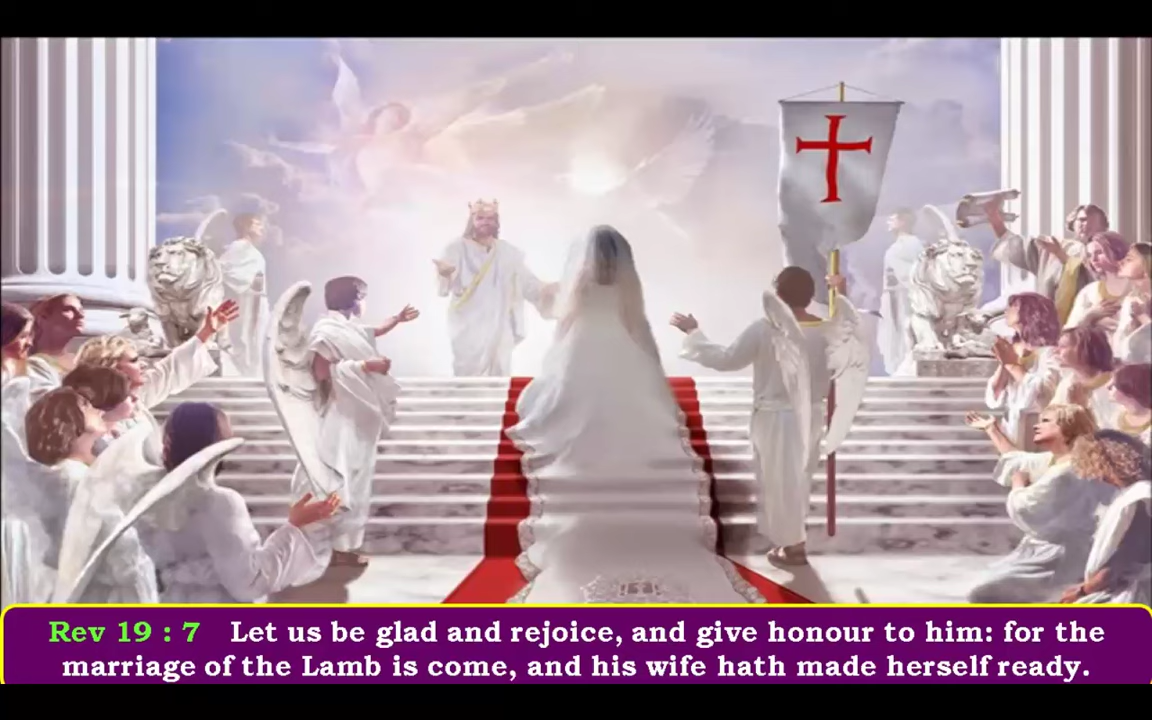 Rev 19 : 7 Let us be glad and rejoice, and give honour to him: for the
marriage of the Lamb is come, and his wife hath made herself ready.